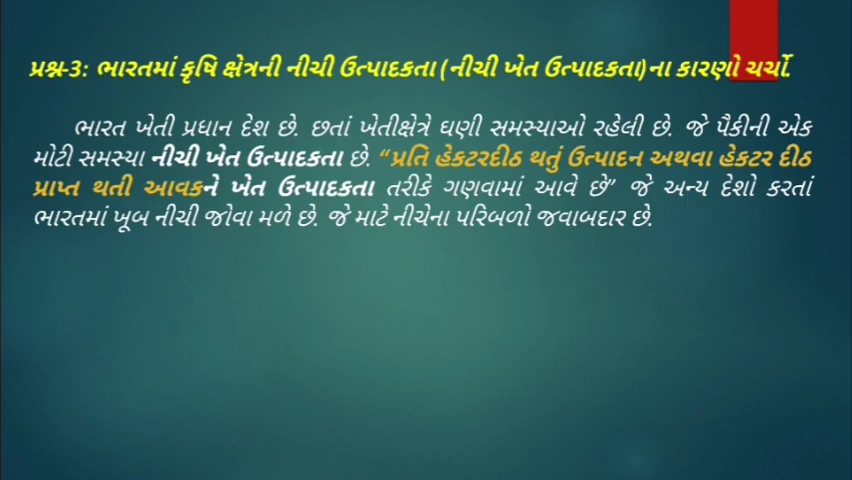 પ્રશ્ન-3: ભારતમાં કૃષિ ક્ષેત્રની નીચી ઉત્પાદકતા (નીચી ખેત ઉત્પાદકતા)ના કારણો ચર્ચો.
ભારત ખેતી પ્રધાન દેશ છે. છતાં ખેતીક્ષેત્રે ઘણી સમસ્યાઓ રહેલી છે. જે પૈકીની એક
મોટી સમસ્યા નીચી ખેત ઉત્પાદકતા છે. “પ્રતિ હેકટરદીઠ થતું ઉત્પાદન અથવા હેકટર દીઠ
પ્રાપ્ત થતી આવકને ખેત ઉત્પાદકતા તરીકે ગણવામાં આવે છે” જે અન્ય દેશો કરતાં
ભારતમાં ખૂબ નીચી જોવા મળે છે. જે માટે નીચેના પરિબળો જવાબદાર છે.